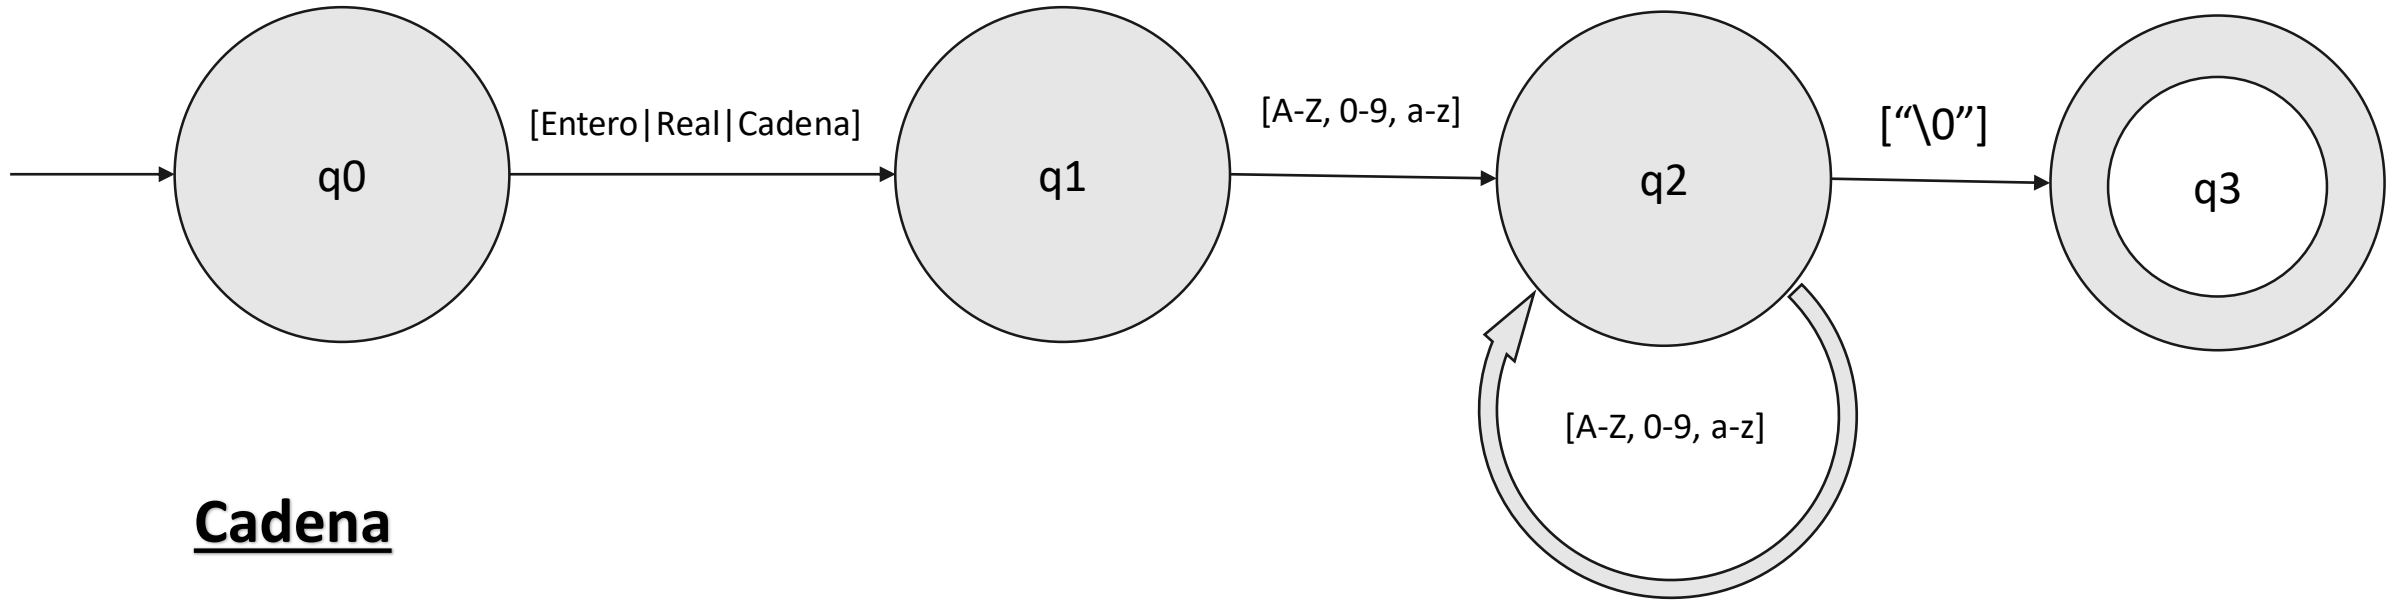 q0
[Entero|Real|Cadena]
q1
[A-Z, 0-9, a-z]
q2
[“\0”]
q3
[A-Z, 0-9, a-z]
Cadena